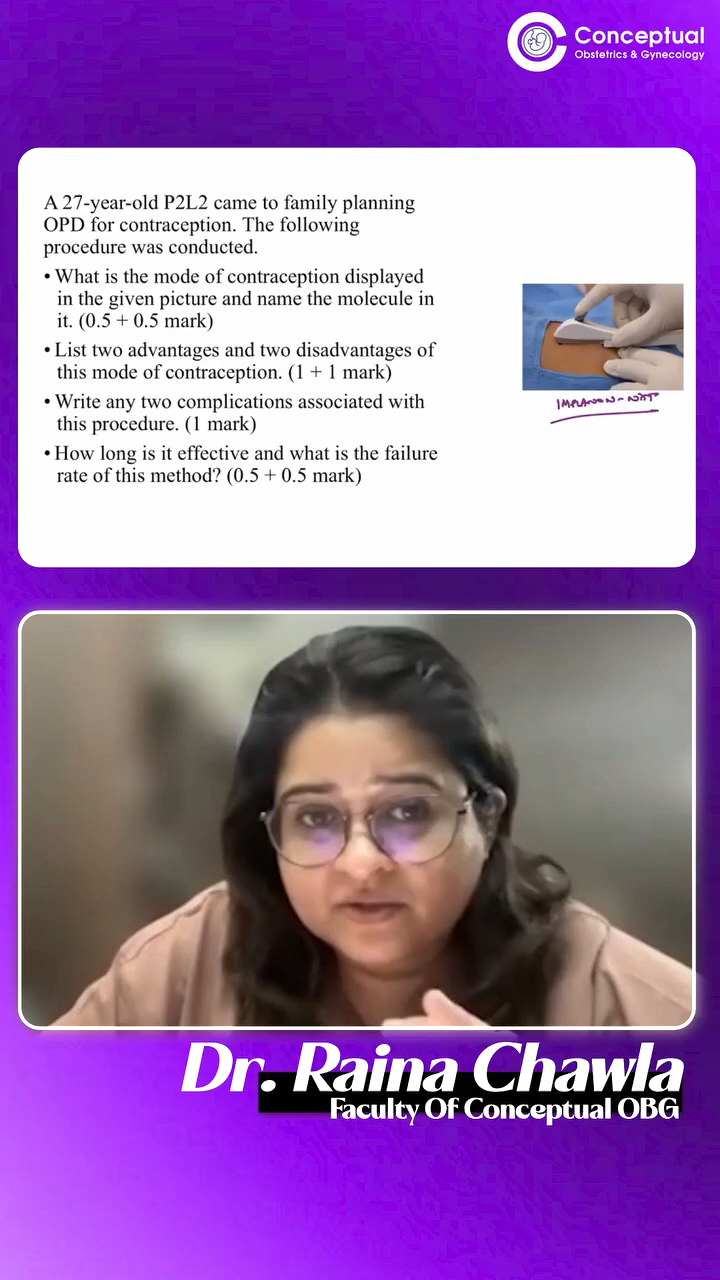 Conceptual
Obstetrics & Gynecology
A 27-year-old P2L2 came to family planning
OPD for contraception. The following
procedure was conducted.
• What is the mode of contraception displayed
in the given picture and name the molecule in
it. (0.5 + 0.5 mark)
• List two advantages and two disadvantages of
this mode of contraception. (1 + 1 mark)
• Write any two complications associated with
this procedure. (1 mark)
• How long is it effective and what is the failure
rate of this method? (0.5 + 0.5 mark)
IMPLANON-NXT
Dr. Raina Chawla
Faculty Of Conceptual OBG